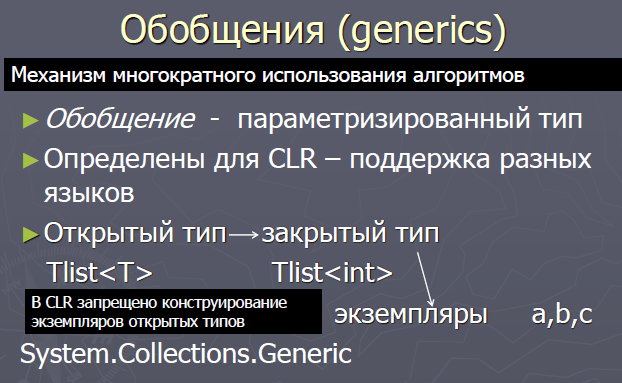 Обобщения (generics)
Механизм многократного использования алгоритмов
Обобщение - параметризированный тип
Определены для CLR – поддержка разных
языков
Открытый тип→закрытый тип
Tlist<T> Tlist<int>
В CLR запрещено конструирование
экземпляров открытых типов
экземпляры a,b,c
System.Collections.Generic